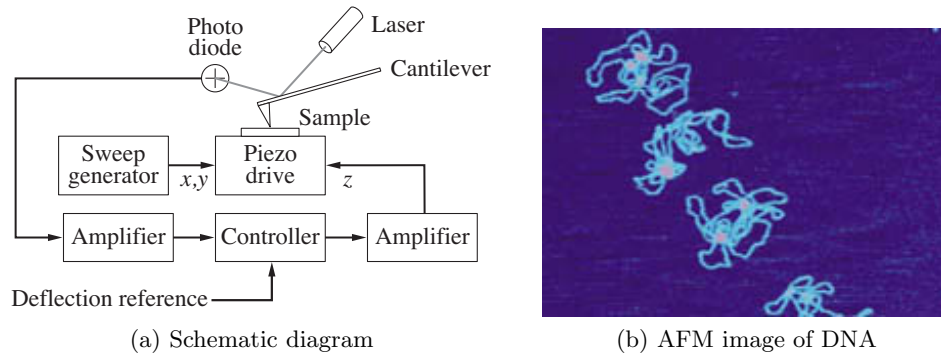 Photo
diode
Laser
Cantilever
Sample
Sweep
generator
x,y
Piezo
drive
z
Amplifier
Controller
Amplifier
Deflection reference
(a) Schematic diagram
(b) AFM image of DNA